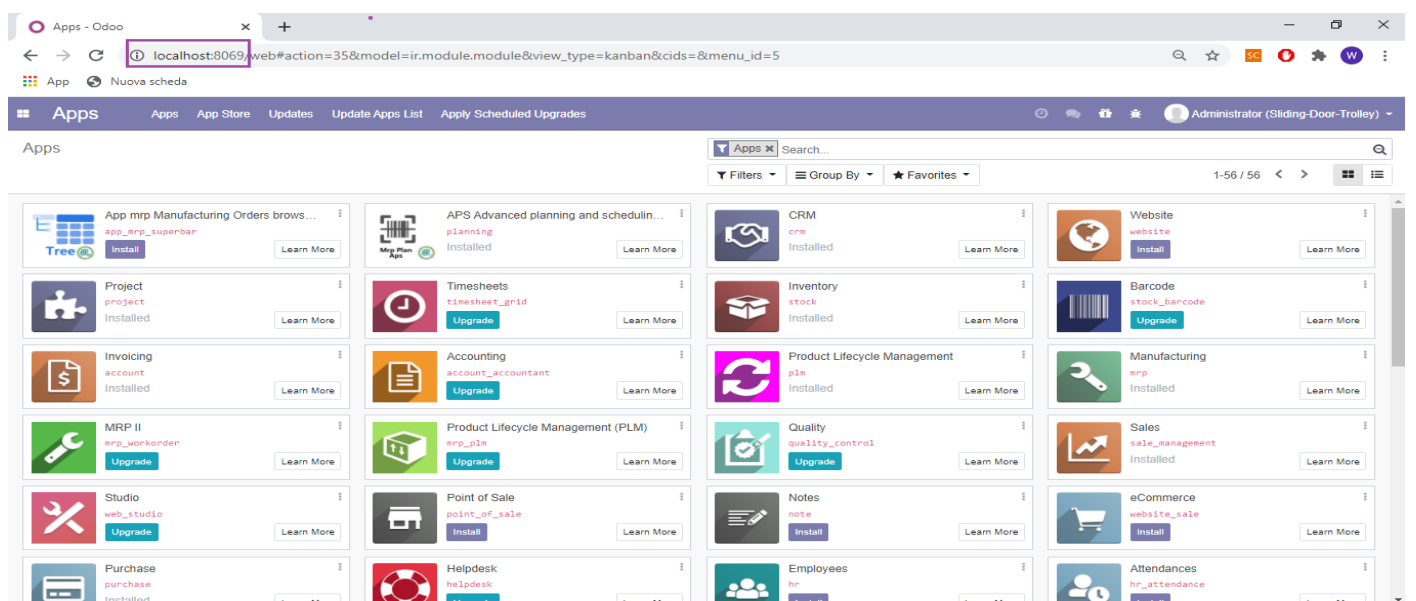 Apps - Odoo
localhost:8069/web#action=35&model=ir.module.module&view_type=kanban&cids=&menu_id=5
SC
W
App Nuova scheda
Apps Apps App Store Updates Update Apps List Apply Scheduled Upgrades Administrator (Sliding-Door-Trolley)
Apps
Apps Search...
Filters Group By Favorites 1-56 / 56
App mrp Manufacturing Orders brows...
app_mrp_superbar
Install Learn More
Tree
APS Advanced planning and schedulin...
planning
Installed Learn More
Mrp Plan
Aps
CRM
crm
Installed Learn More
Website
website
Install Learn More
Project
project
Installed Learn More
Timesheets
timesheet_grid
Upgrade Learn More
Inventory
stock
Installed Learn More
Barcode
stock_barcode
Upgrade Learn More
Invoicing
account
Installed Learn More
Accounting
account_accountant
Upgrade Learn More
Product Lifecycle Management
plm
Installed Learn More
Manufacturing
mrp
Installed Learn More
MRP II
mrp_workorder
Upgrade Learn More
Product Lifecycle Management (PLM)
mrp_plm
Upgrade Learn More
Quality
quality_control
Upgrade Learn More
Sales
sale_management
Installed Learn More
Studio
web_studio
Upgrade Learn More
Point of Sale
point_of_sale
Install Learn More
Notes
note
Install Learn More
eCommerce
website_sale
Install Learn More
Purchase
purchase
Installed
Helpdesk
helpdesk
Employees
hr
Attendances
hr_attendance